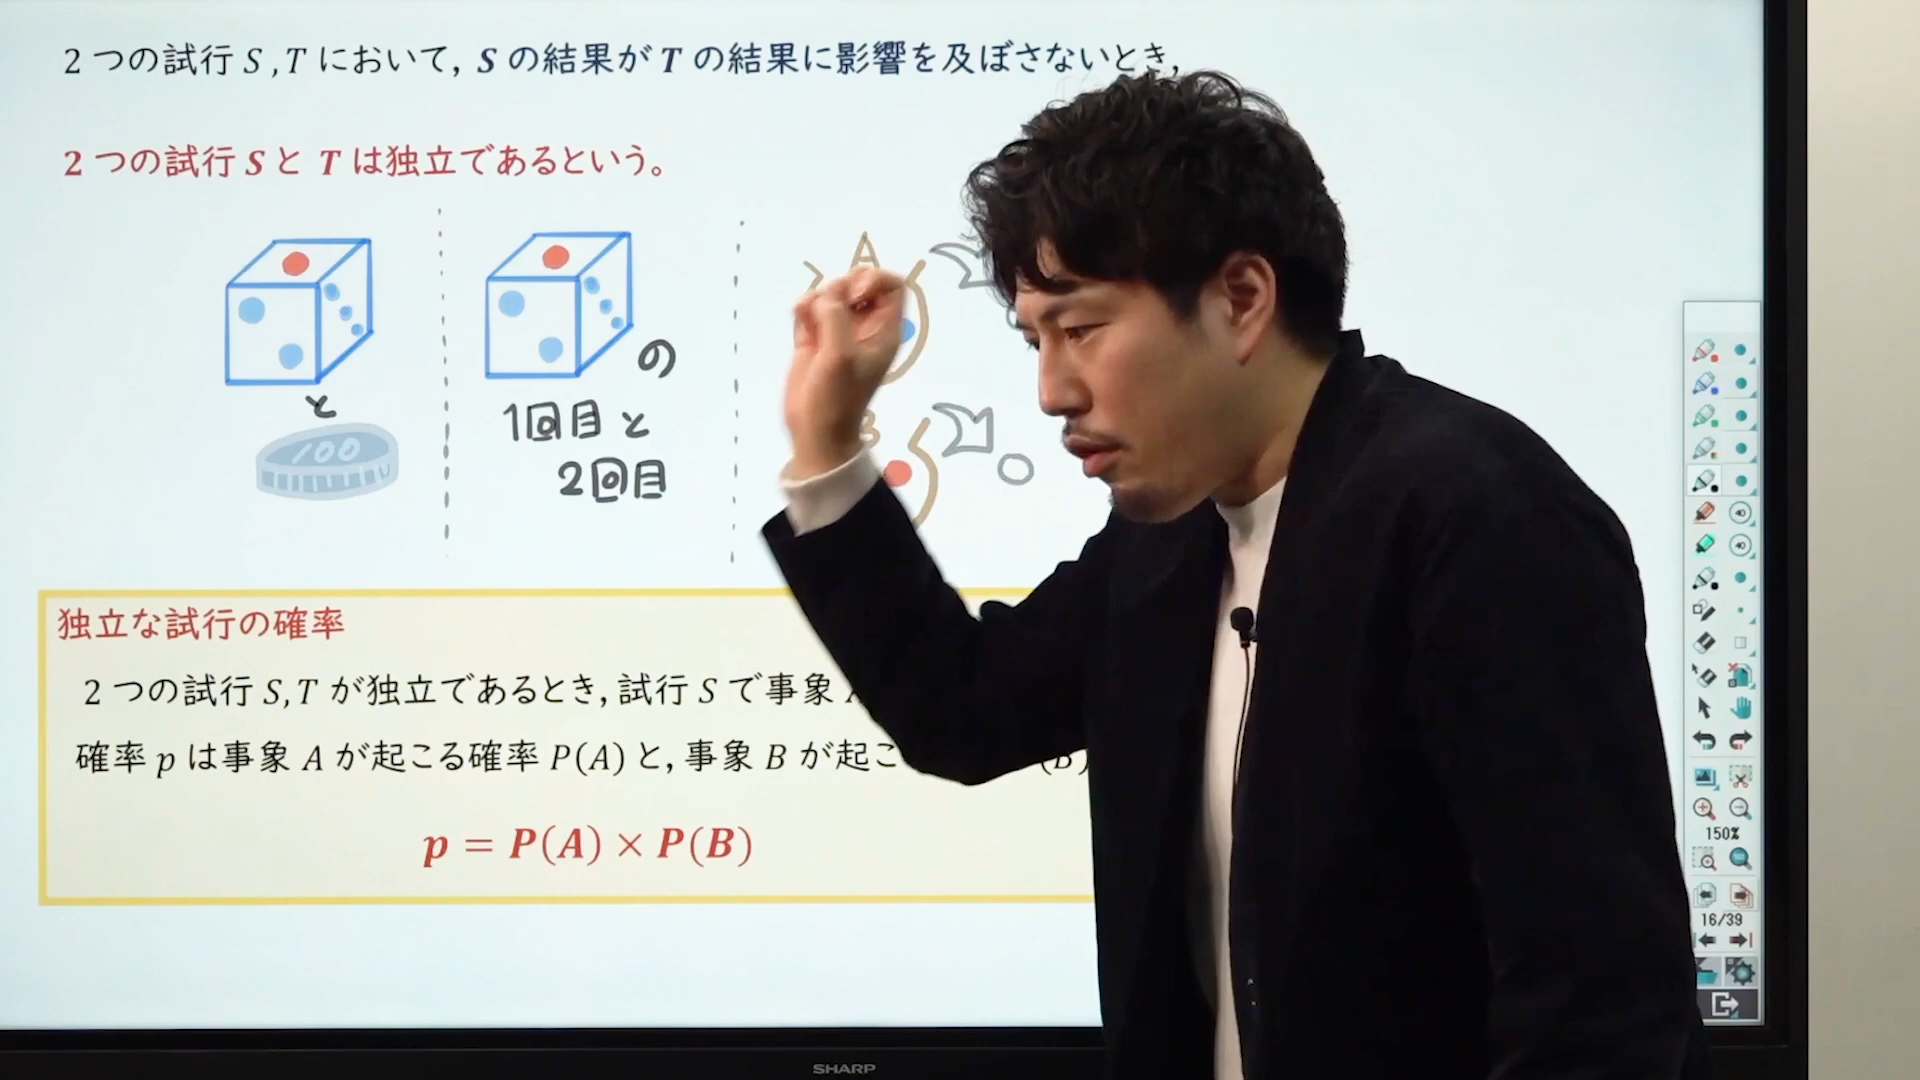 2 つの試行 S , T において, S の結果が T の結果に影響を及ぼさないとき,
2 つの試行 S と T は独立であるという。
A
の
と
1回目 と
2回目
100
独立な試行の確率
2 つの試行 S, T が独立であるとき, 試行 S で事象
確率 p は事象 A が起こる確率 P(A) と, 事象 B が起こ (B)
p = P(A) × P(B)
40
40
150%
16/39
SHARP